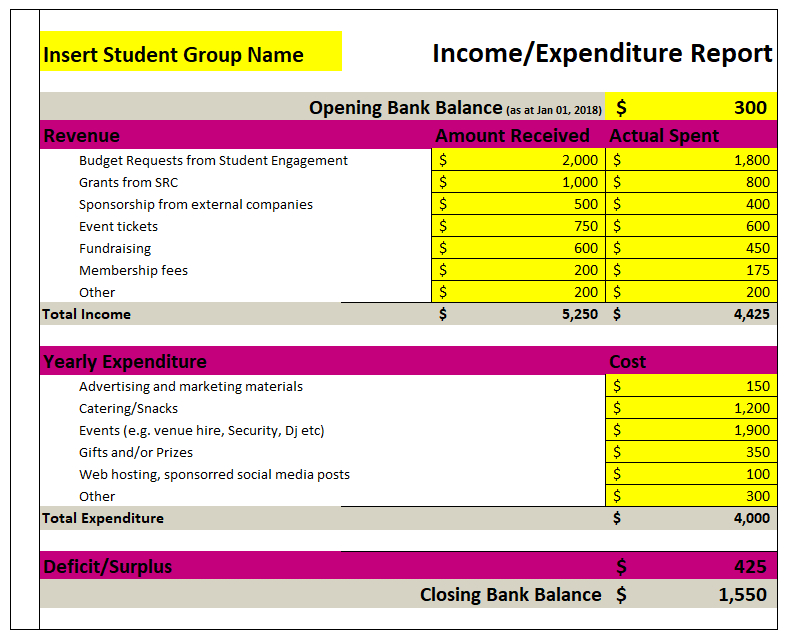 Insert Student Group Name Income/Expenditure Report
Opening Bank Balance (as at Jan 01, 2018) $ 300
Revenue Amount Received Actual Spent
Budget Requests from Student Engagement $ 2,000 $ 1,800
Grants from SRC $ 1,000 $ 800
Sponsorship from external companies $ 500 $ 400
Event tickets $ 750 $ 600
Fundraising $ 600 $ 450
Membership fees $ 200 $ 175
Other $ 200 $ 200
Total Income $ 5,250 $ 4,425
Yearly Expenditure Cost
Advertising and marketing materials $ 150
Catering/Snacks $ 1,200
Events (e.g. venue hire, Security, Dj etc) $ 1,900
Gifts and/or Prizes $ 350
Web hosting, sponsorred social media posts $ 100
Other $ 300
Total Expenditure $ 4,000
Deficit/Surplus $ 425
Closing Bank Balance $ 1,550